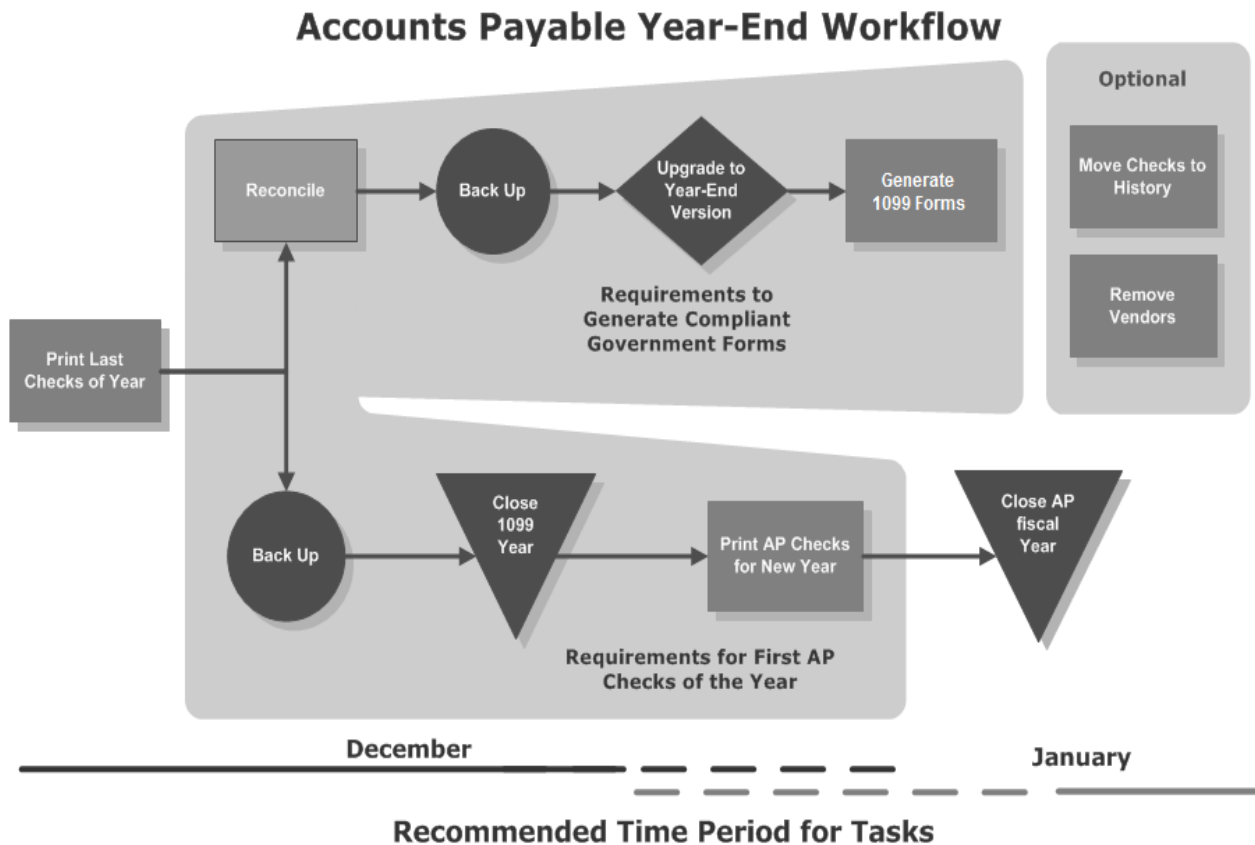 Accounts Payable Year-End Workflow
Optional
Reconcile
Back Up
Upgrade to
Year-End
Version
Generate
1099 Forms
Move Checks to
History
Requirements to
Generate Compliant
Government Forms
Remove
Vendors
Print Last
Checks of Year
Back Up
Close
1099
Year
Print AP Checks
for New Year
Close AP
fiscal
Year
Requirements for First AP
Checks of the Year
December
January
Recommended Time Period for Tasks